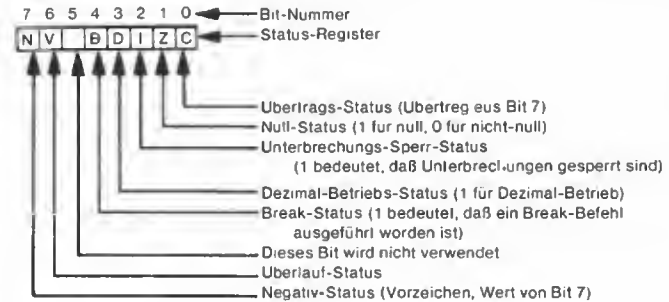 7 6 5 4 3 2 1 0 Bit-Nummer
N V B D I Z C Status-Register
Ubertrags-Status (Ubertreg eus Bit 7)
Null-Status (1 fur null, 0 fur nicht-null)
Unterbrechungs-Sperr-Status
(1 bedeutet, daß Unterbrechungen gesperrt sind)
Dezimal-Betriebs-Status (1 für Dezimal-Betrieb)
Break-Status (1 bedeutet, daß ein Break-Befehl
ausgeführt worden ist)
Dieses Bit wird nicht verwendet
Uberlauf-Status
Negativ-Status (Vorzeichen, Wert von Bit 7)